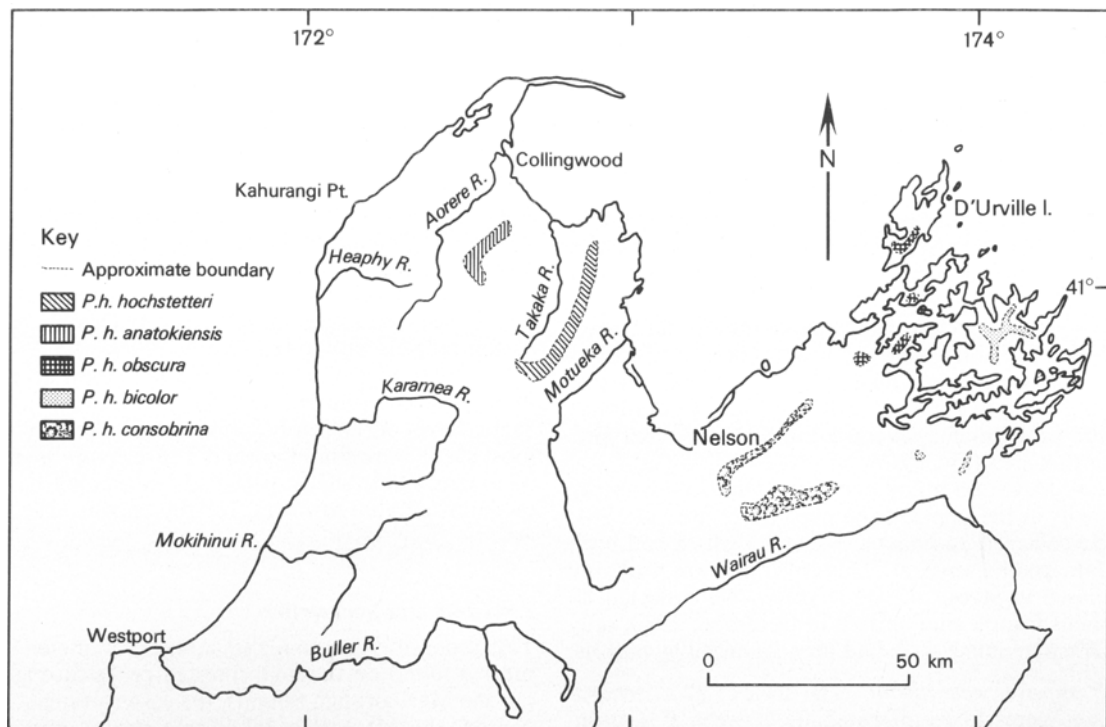 172°
174°
Collingwood
N
Kahurangi Pt.
Aorere R.
D'Urville I.
Key
Heaphy R.
Approximate boundary
41°
P.h. hochstetteri
Takaka R.
P. h. anatokiensis
Motueka R.
P. h. obscura
Karamea R.
P. h. bicolor
P. h. consobrina
Nelson
Mokihinui R.
Wairau R.
Westport
Buller R.
0 50 km